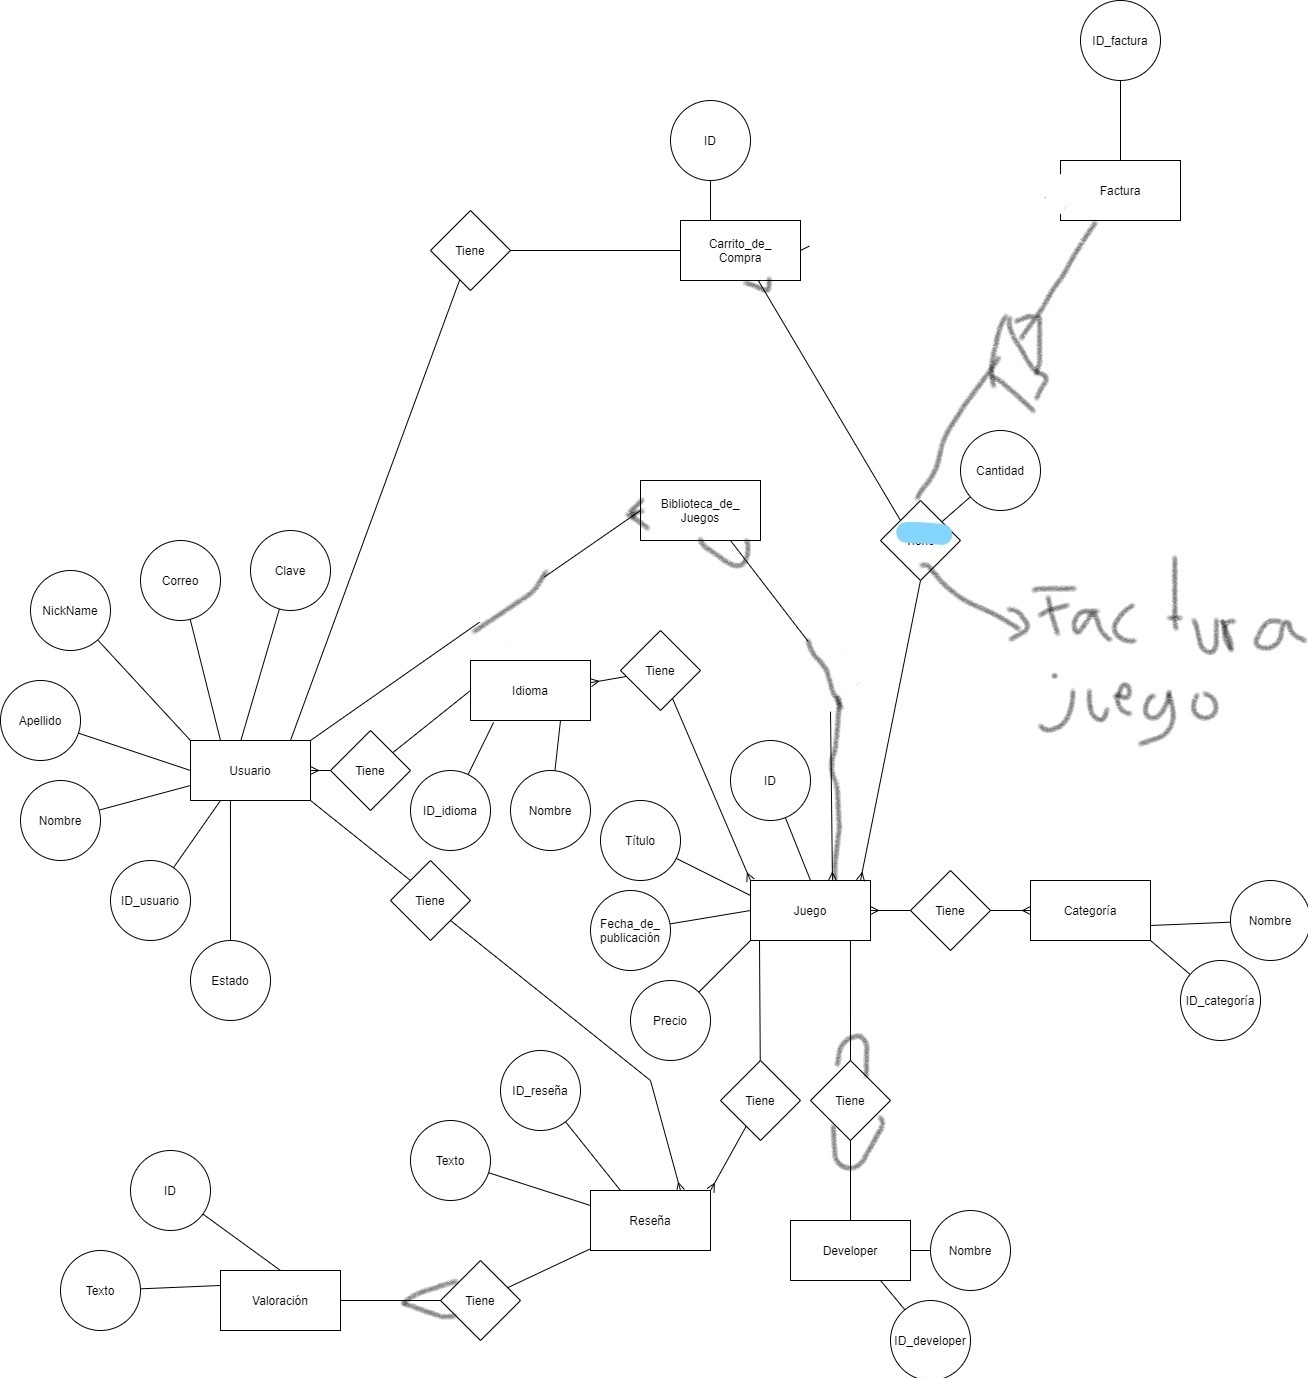 ID_factura
Factura
ID
Carrito_de_
Compra
Tiene
Cantidad
Biblioteca_de_
Juegos
Factura
juego
Clave
Correo
NickName
Apellido
Nombre
ID_usuario
Estado
Usuario
Tiene
Idioma
ID_idioma
Nombre
Tiene
ID
Título
Fecha_de_
publicación
Precio
Juego
Tiene
Categoría
Nombre
ID_categoría
Tiene
Tiene
Tiene
ID_reseña
Texto
Reseña
Developer
Nombre
ID_developer
ID
Texto
Valoración
Tiene